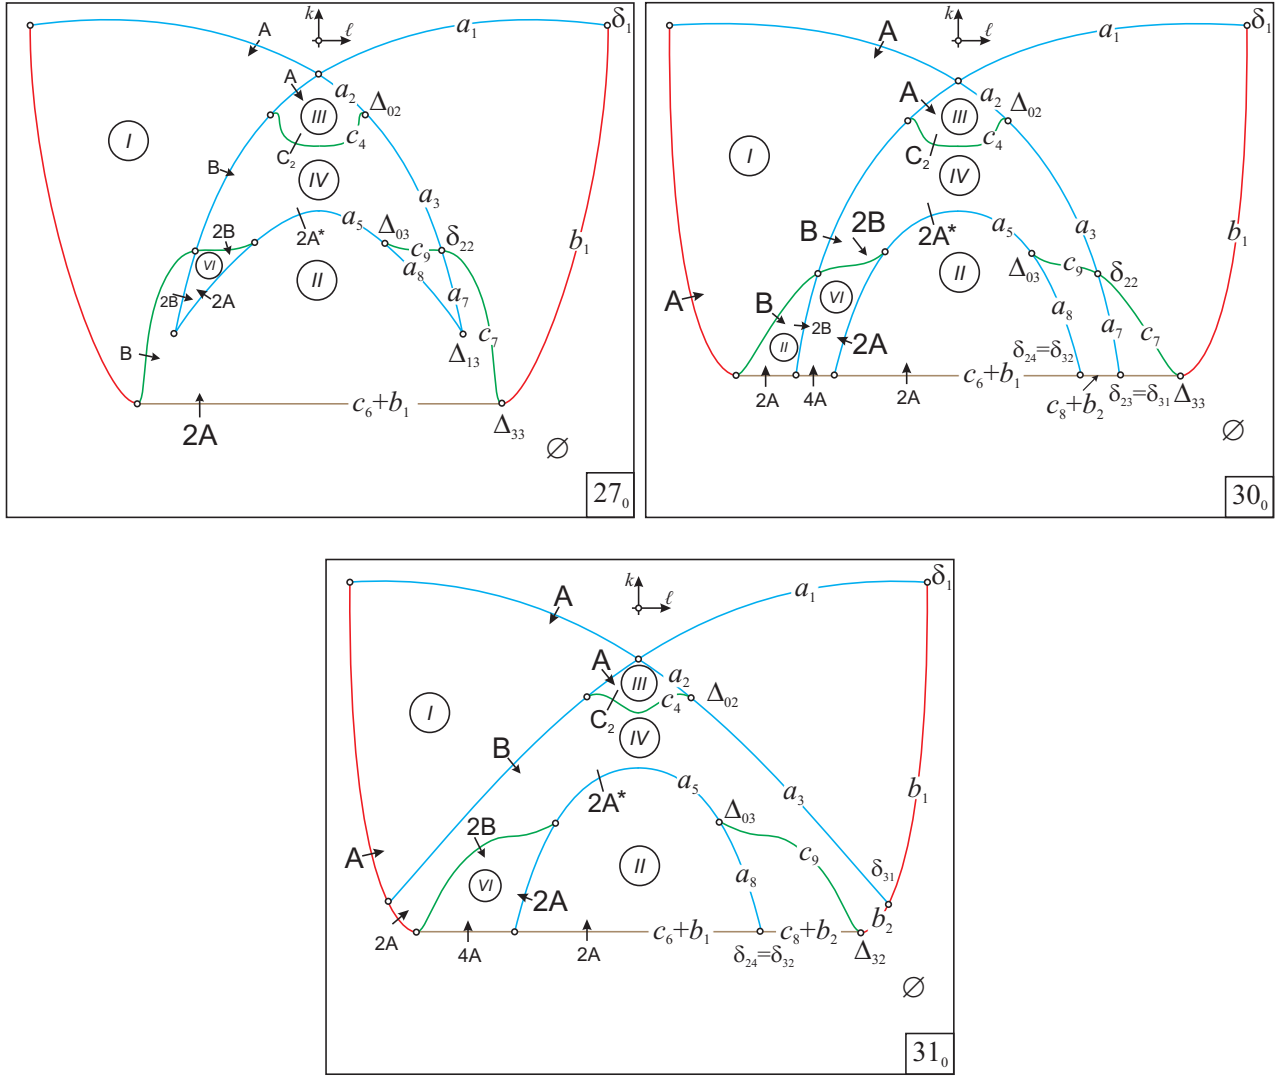 k ℓ a₁ δ₁
A
A a₂ Δ₀₂
III
I C₂ c₄
B IV a₃ b₁
2B 2A* a₅ Δ₀₃ c₉ δ₂₂
VI II a₈
2B 2A a₇
B c₇
Δ₁₃
c₆+b₁
2A Δ₃₃
∅
27₀
k ℓ a₁ δ₁
A
A a₂ Δ₀₂
III
I C₂ c₄
IV
B 2B 2A* a₅ a₃ b₁
II Δ₀₃ c₉ δ₂₂
A B VI a₈
2B a₇ c₇
II 2A δ₂₄=δ₃₂
c₆+b₁
2A 4A 2A c₈+b₂ δ₂₃=δ₃₁ Δ₃₃
∅
30₀
k ℓ a₁ δ₁
A
A a₂ Δ₀₂
III
I C₂ c₄
B IV
2A* a₅ a₃ b₁
2B Δ₀₃
A II c₉
VI a₈ δ₃₁
2A b₂
2A 4A 2A c₆+b₁ c₈+b₂
δ₂₄=δ₃₂ Δ₃₂
∅
31₀